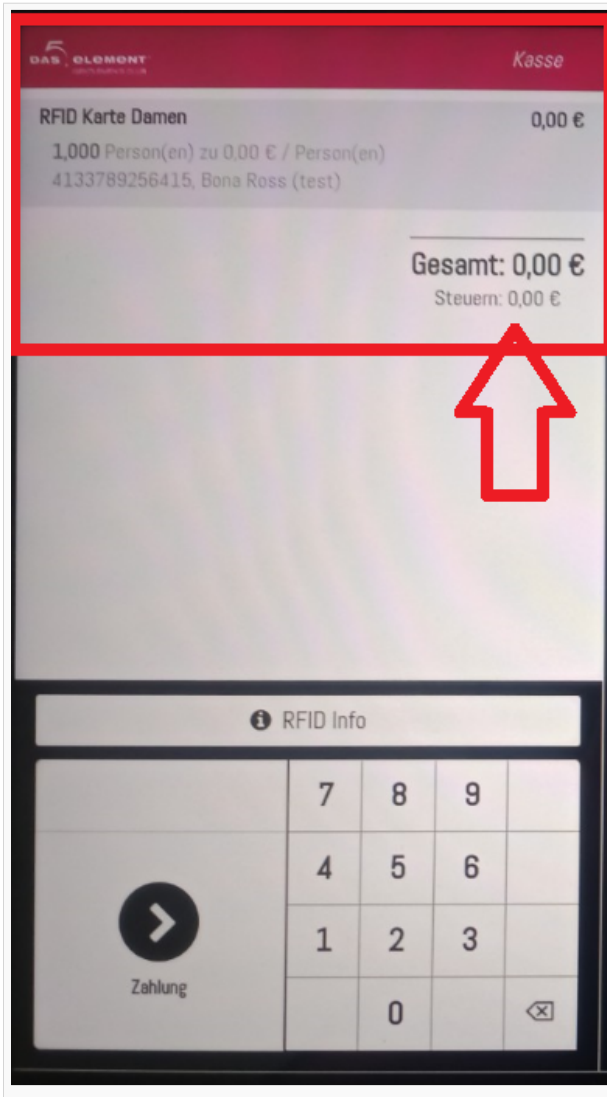 DAS 5 ELEMENT
Kasse
RFID Karte Damen 0,00 €
1,000 Person(en) zu 0,00 € / Person(en)
4133789256415, Bona Ross (test)
Gesamt: 0,00 €
Steuern: 0,00 €
RFID Info
7 8 9
4 5 6
1 2 3
Zahlung
0